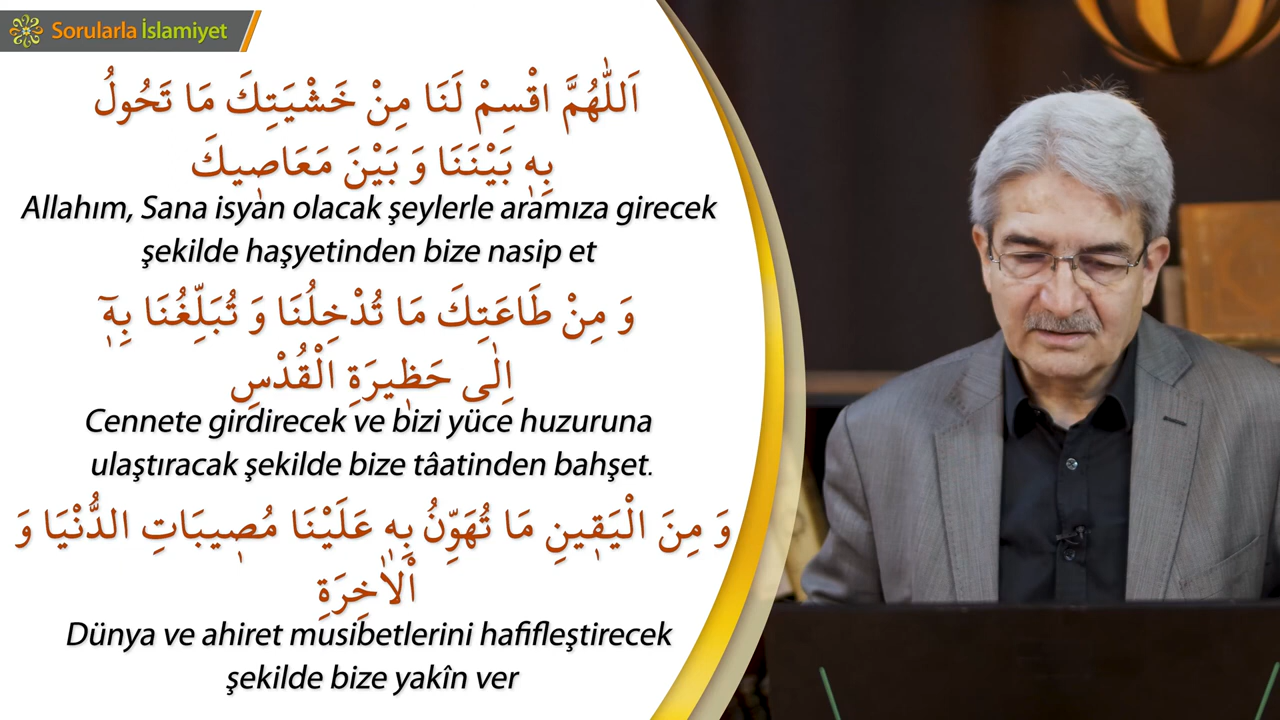 Sorularla İslamiyet
اَللّٰهُمَّ اقْسِمْ لَنَا مِنْ خَشْيَتِكَ مَا تَحُولُ
بِهٖ بَيْنَنَا وَ بَيْنَ مَعَاصٖيكَ
Allahım, Sana isyan olacak şeylerle aramıza girecek
şekilde haşyetinden bize nasip et
وَ مِنْ طَاعَتِكَ مَا تُدْخِلُنَا وَ تُبَلِّغُنَا بِهٖٓ
اِلٰى حَظٖيرَةِ الْقُدْسِ
Cennete girdirecek ve bizi yüce huzuruna
ulaştıracak şekilde bize tâatinden bahşet.
وَ مِنَ الْيَقٖينِ مَا تُهَوِّنُ بِهٖ عَلَيْنَا مُصٖيبَاتِ الدُّنْيَا وَ
الْاٰخِرَةِ
Dünya ve ahiret musibetlerini hafifleştirecek
şekilde bize yakîn ver